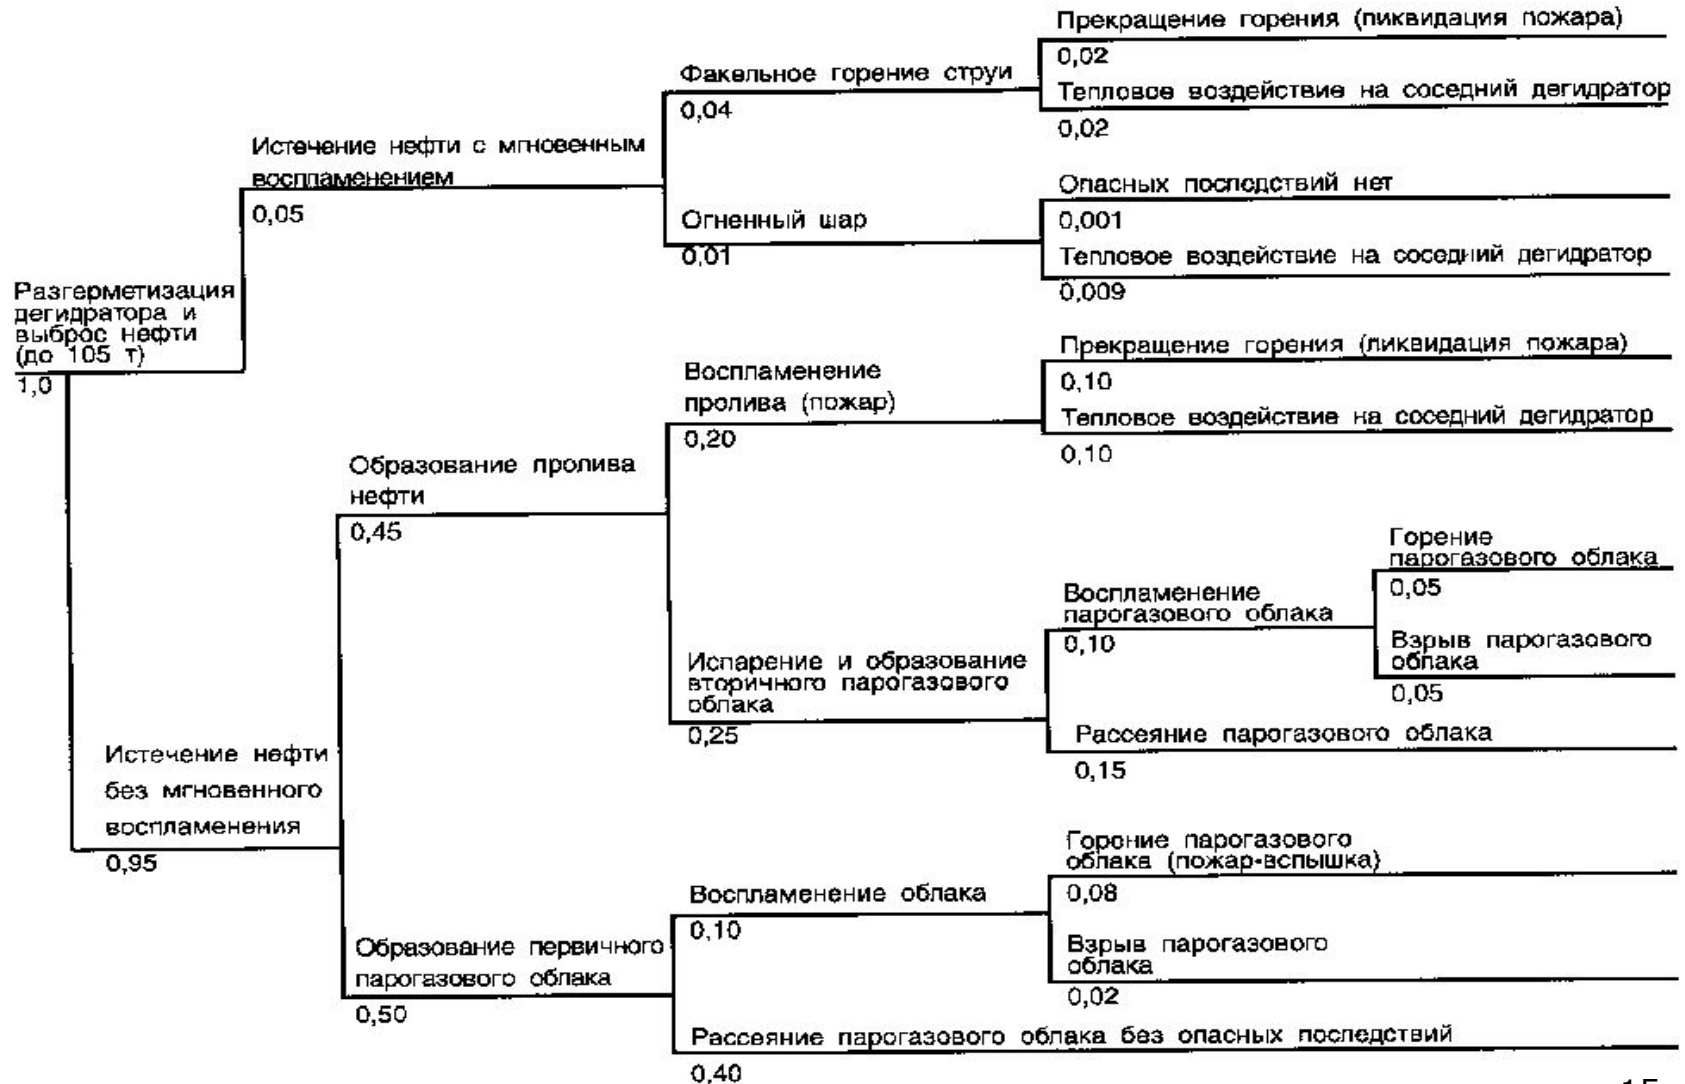 Прекращение горения (ликвидация пожара)
0,02
Факельное горение струи
0,04
Тепловое воздействие на соседний дегидратор
0,02
Истечение нефти с мгновенным
воспламенением
0,05
Опасных последствий нет
0,001
Огненный шар
0,01
Тепловое воздействие на соседний дегидратор
0,009
Разгерметизация
дегидратора и
выброс нефти
(до 105 т)
1,0
Прекращение горения (ликвидация пожара)
0,10
Воспламенение
пролива (пожар)
0,20
Тепловое воздействие на соседний дегидратор
0,10
Образование пролива
нефти
0,45
Горение
парогазового облака
0,05
Воспламенение
парогазового облака
0,10
Взрыв парогазового
облака
0,05
Испарение и образование
вторичного парогазового
облака
0,25
Рассеяние парогазового облака
0,15
Истечение нефти
без мгновенного
воспламенения
0,95
Горение парогазового
облака (пожар-вспышка)
0,08
Воспламенение облака
0,10
Взрыв парогазового
облака
0,02
Образование первичного
парогазового облака
0,50
Рассеяние парогазового облака без опасных последствий
0,40